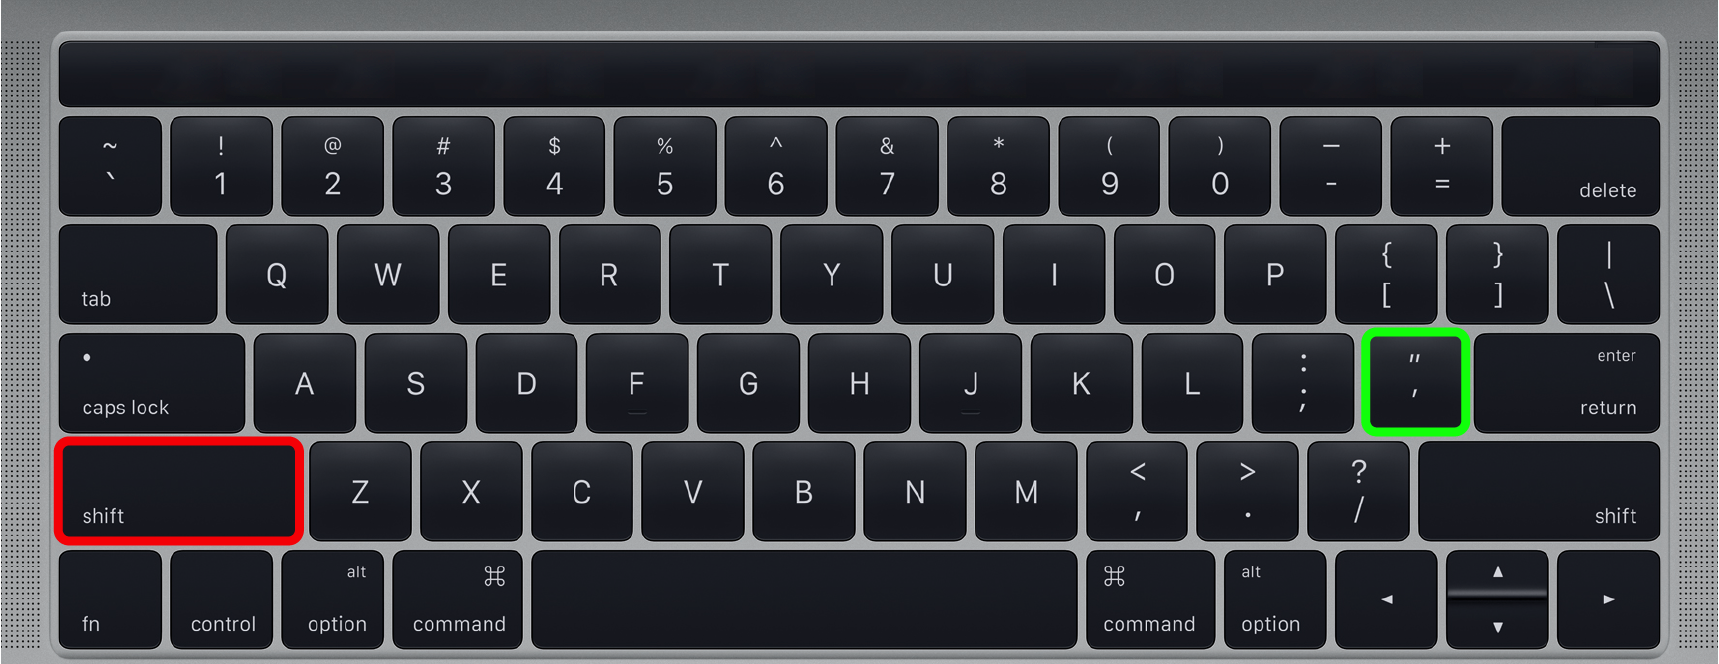 ~ ! @ # $ % ^ & * ( ) — +
` 1 2 3 4 5 6 7 8 9 0 - = delete
tab Q W E R T Y U I O P { [ } ] | \
caps lock A S D F G H J K L : ; " ' enter return
shift Z X C V B N M < , > . ? / shift
fn control alt option ⌘ command ⌘ command alt option ◄ ▲ ▼ ►